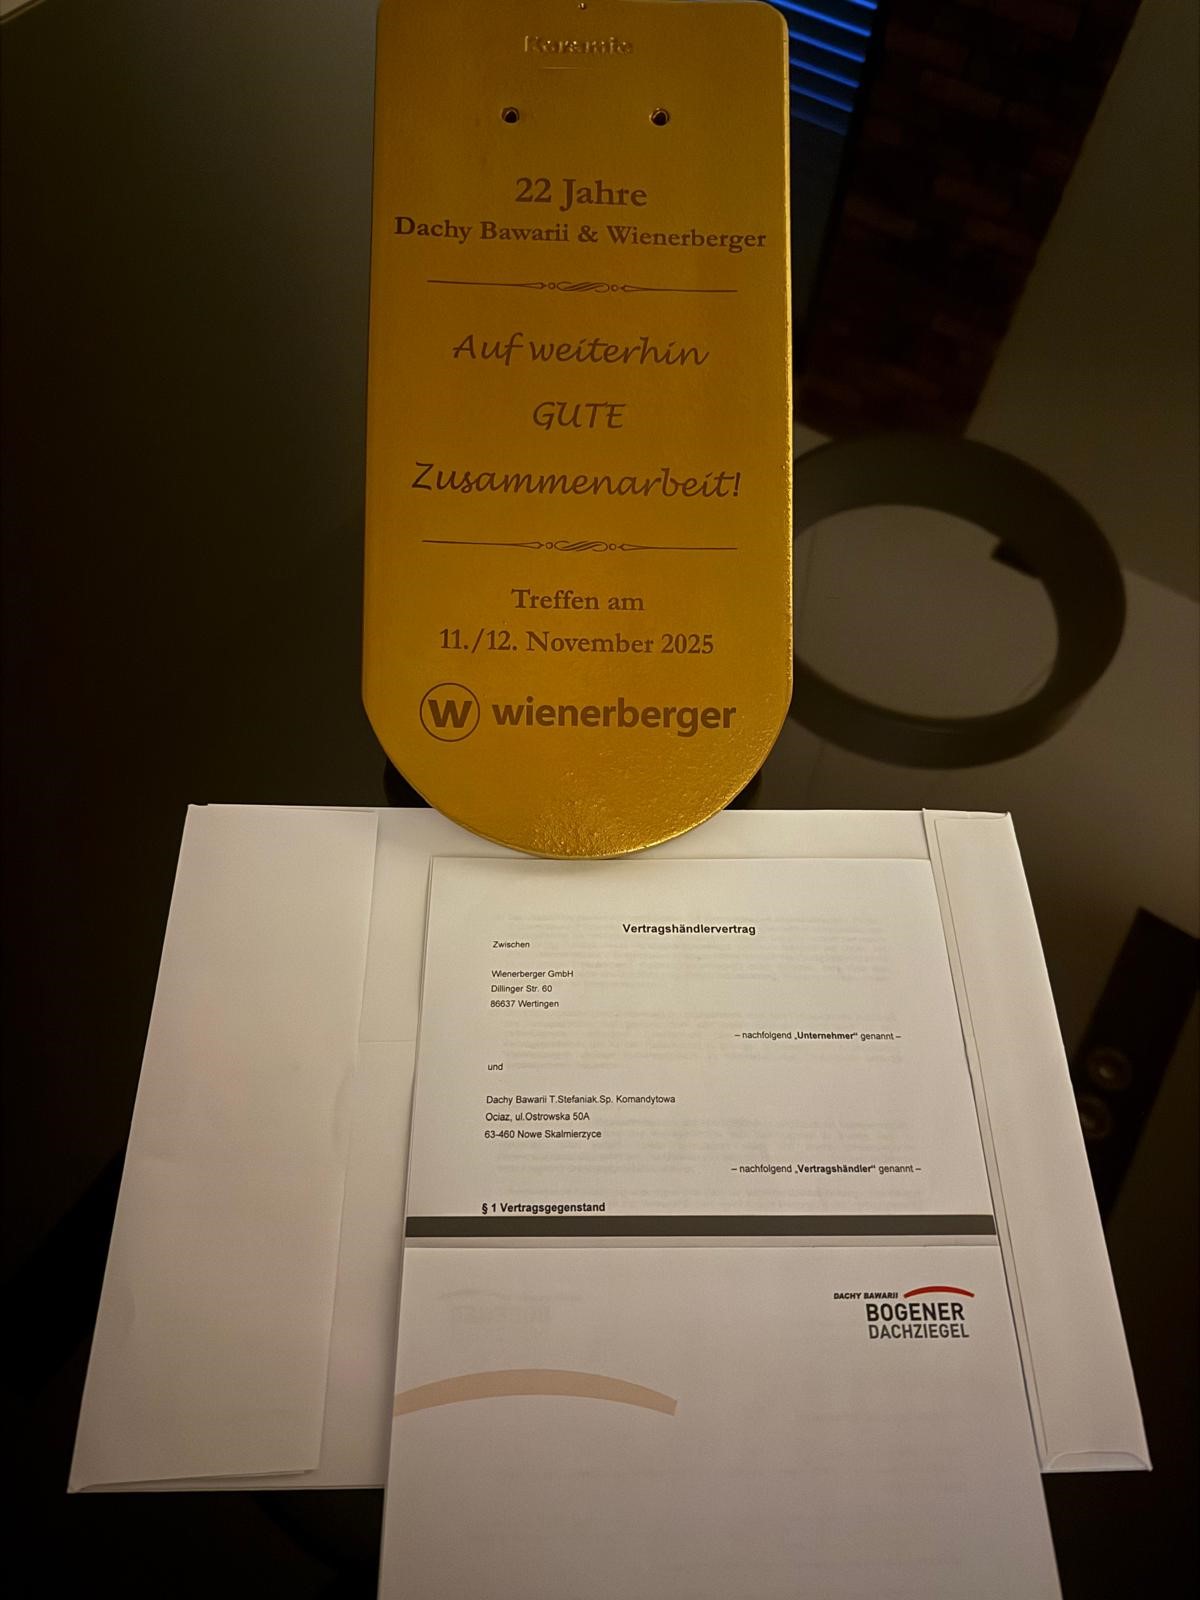 22 Jahre
Dachy Bawarii & Wienerberger
Auf weiterhin
GUTE
Zusammenarbeit!
Treffen am
11./12. November 2025
W wienerberger
Vertragshändlervertrag
Zwischen
Wienerberger GmbH
Dillinger Str. 60
86637 Wertingen
– nachfolgend „Unternehmer“ genannt –
und
Dachy Bawarii T.Stefaniak.Sp. Komandytowa
Ociaz, ul.Ostrowska 50A
63-460 Nowe Skalmierzyce
– nachfolgend „Vertragshändler“ genannt –
§ 1 Vertragsgegenstand
DACHY BAWARII
BOGENER
DACHZIEGEL